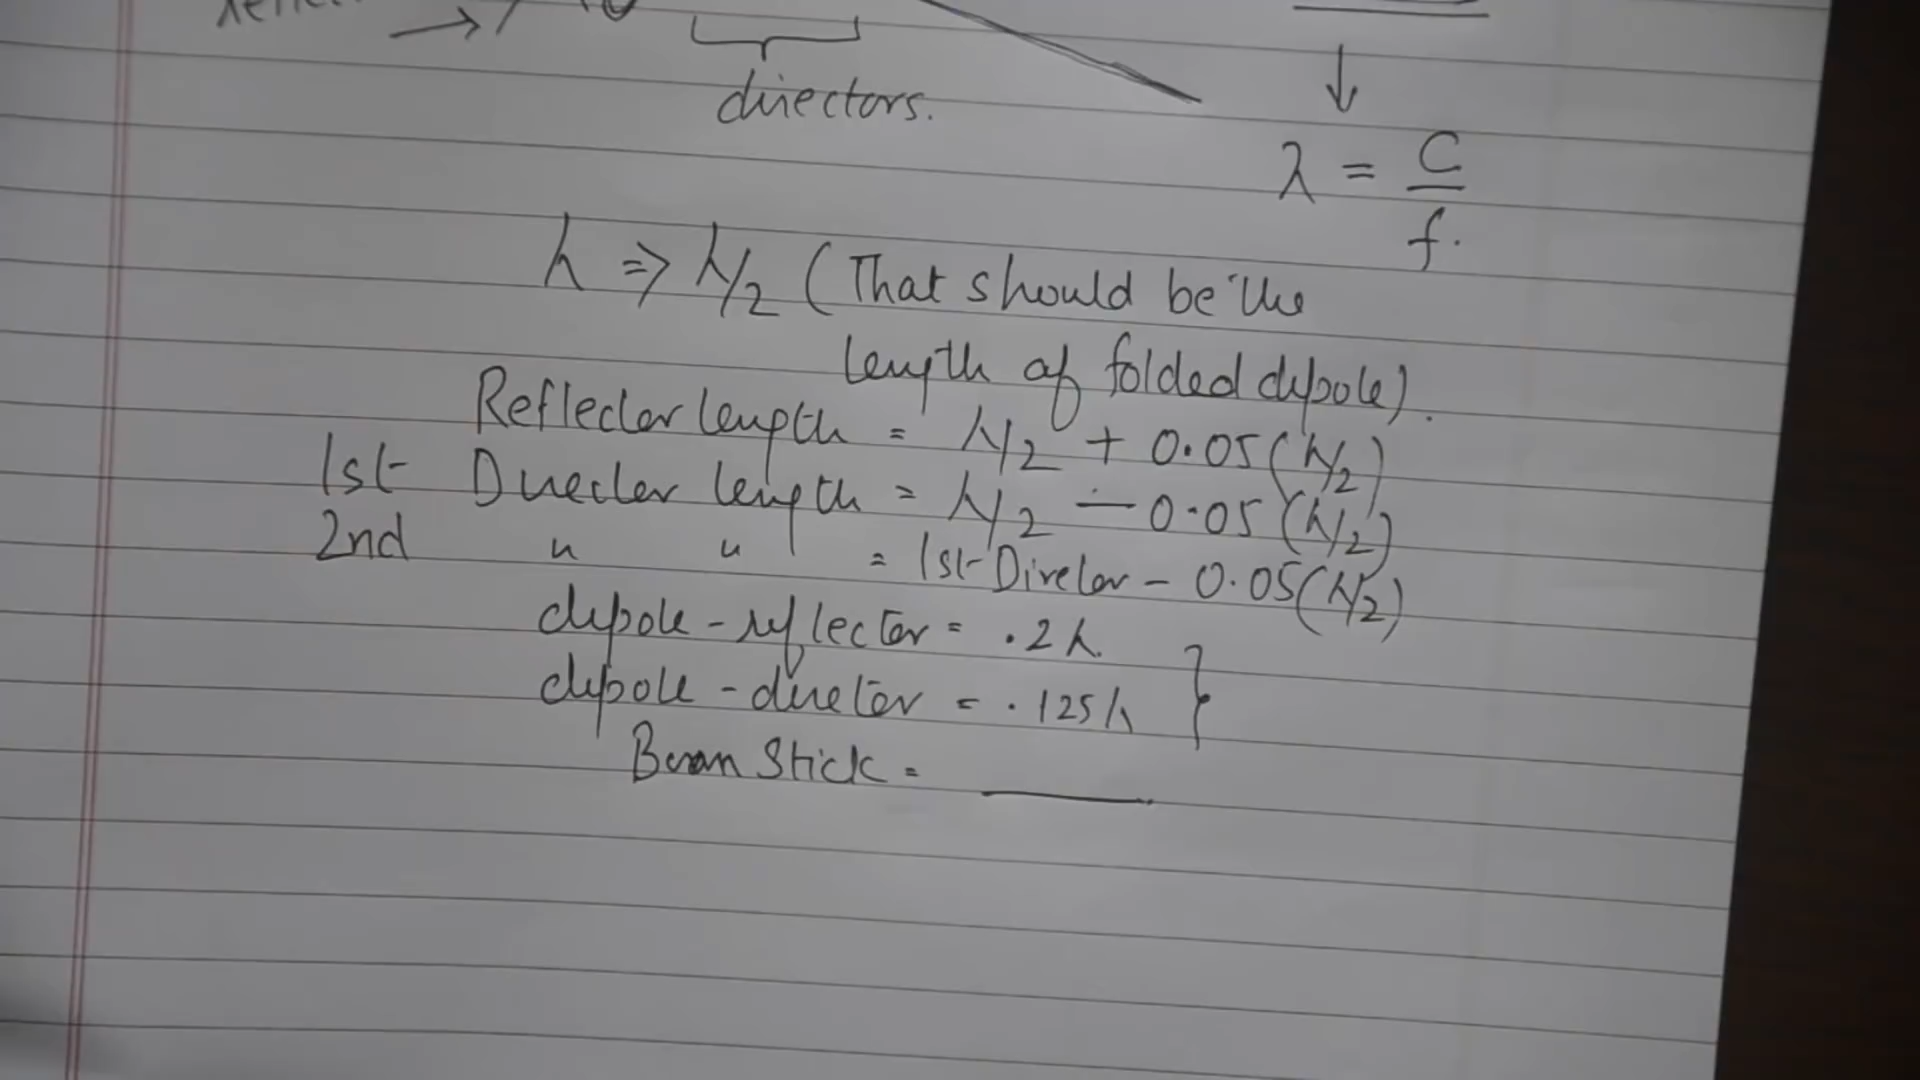 directors.
λ = c/f.
λ ⇒ λ/2 (That should be the
length of folded dipole).
Reflector length = λ/2 + 0.05(λ/2)
1st Director length = λ/2 - 0.05(λ/2)
2nd " " = 1st Director - 0.05(λ/2)
dipole - reflector = .2λ.
dipole - director = .125λ
Stick =